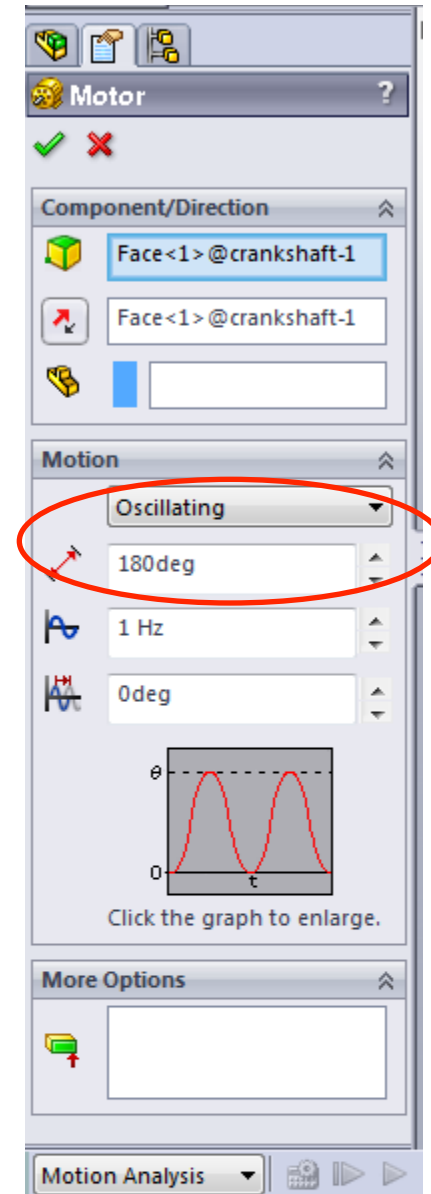 Motor ?
Component/Direction
Face<1>@crankshaft-1
Face<1>@crankshaft-1
Motion
Oscillating
180deg
1 Hz
0deg
θ
0
t
Click the graph to enlarge.
More Options
Motion Analysis